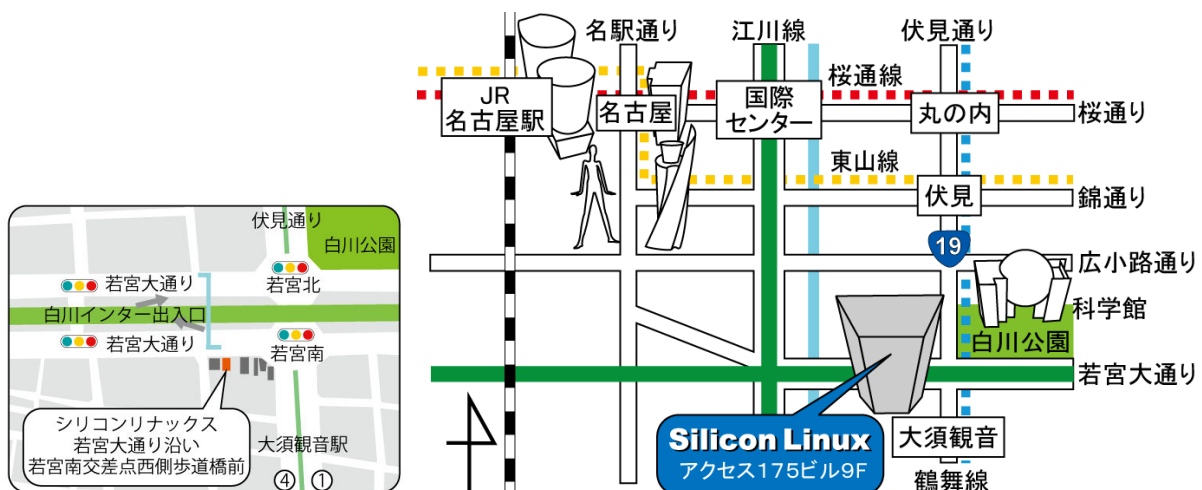 伏見通り
白川公園
若宮大通り
若宮北
白川インター出入口
若宮大通り
若宮南
シリコンリナックス
若宮大通り沿い
若宮南交差点西側歩道橋前
大須観音駅
④
①
名駅通り
江川線
伏見通り
桜通線
JR
名古屋駅
名古屋
国際
センター
丸の内
桜通り
東山線
伏見
錦通り
19
広小路通り
科学館
白川公園
若宮大通り
Silicon Linux
アクセス175ビル9F
大須観音
鶴舞線